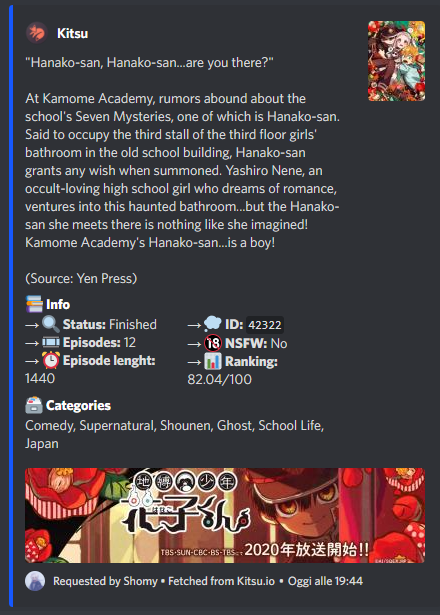 Kitsu
"Hanako-san, Hanako-san...are you there?"
At Kamome Academy, rumors abound about the
school's Seven Mysteries, one of which is Hanako-san.
Said to occupy the third stall of the third floor girls'
bathroom in the old school building, Hanako-san
grants any wish when summoned. Yashiro Nene, an
occult-loving high school girl who dreams of romance,
ventures into this haunted bathroom...but the Hanako-
san she meets there is nothing like she imagined!
Kamome Academy's Hanako-san...is a boy!
(Source: Yen Press)
Info
→ Status: Finished
→ ID: 42322
→ Episodes: 12
→ 18 NSFW: No
→ Episode lenght:
1440
→ Ranking:
82.04/100
Categories
Comedy, Supernatural, Shounen, Ghost, School Life,
Japan
地縛少年
花子くん
TBS·SUN·CBC·BS-TBS
2020年放送開始!!
Requested by Shomy • Fetched from Kitsu.io • Oggi alle 19:44